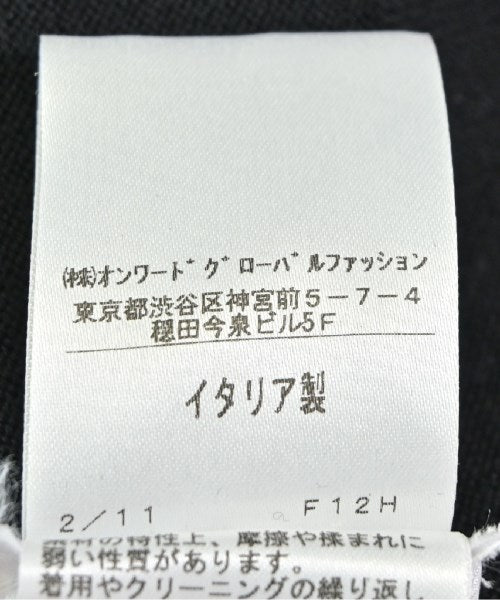 ㈱オンワードグローバルファッション
東京都渋谷区神宮前5-7-4
穏田今泉ビル5F
イタリア製
2/11 F12H
素材の特性上、摩擦や揉まれに
弱い性質があります。
着用やクリーニングの繰り返し